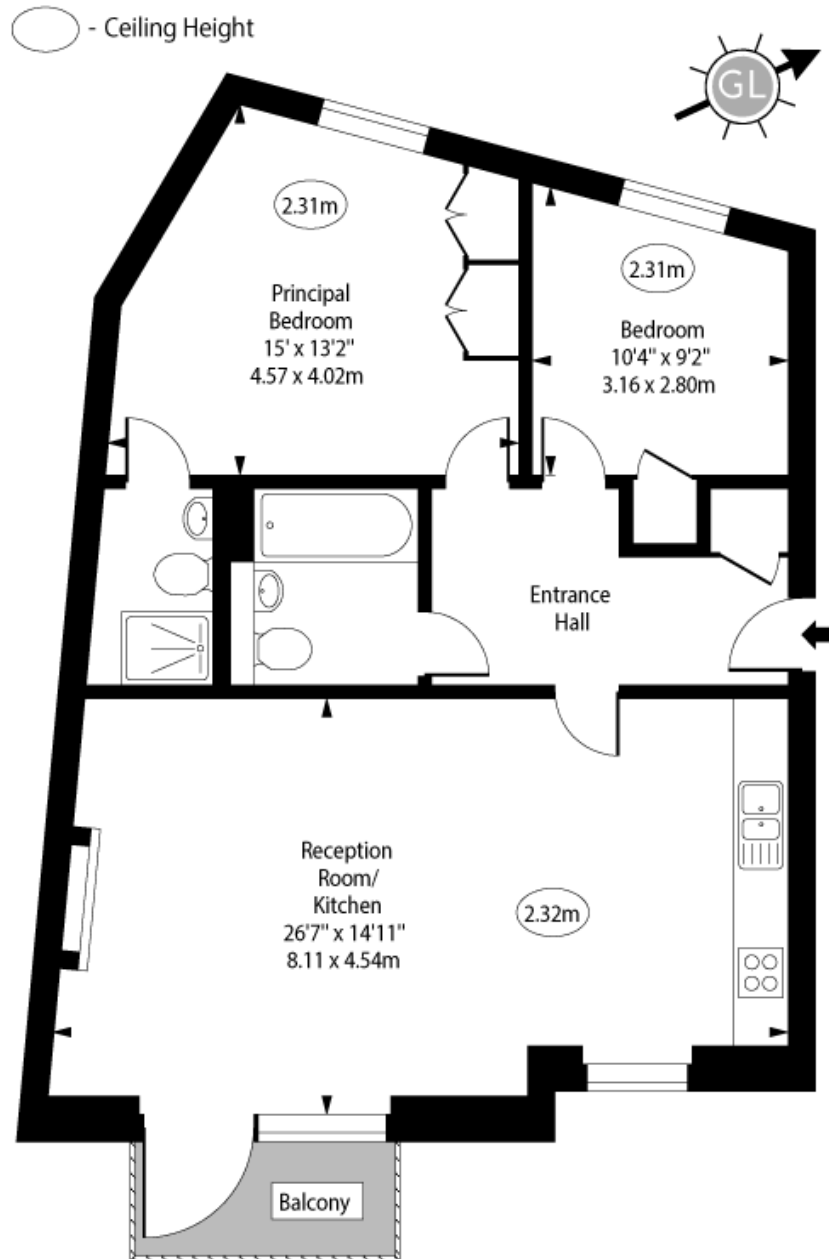 - Ceiling Height
GL
2.31m
Principal
Bedroom
15' x 13'2"
4.57 x 4.02m
2.31m
Bedroom
10'4" x 9'2"
3.16 x 2.80m
Entrance
Hall
Reception
Room/
Kitchen
26'7" x 14'11"
8.11 x 4.54m
2.32m
Balcony